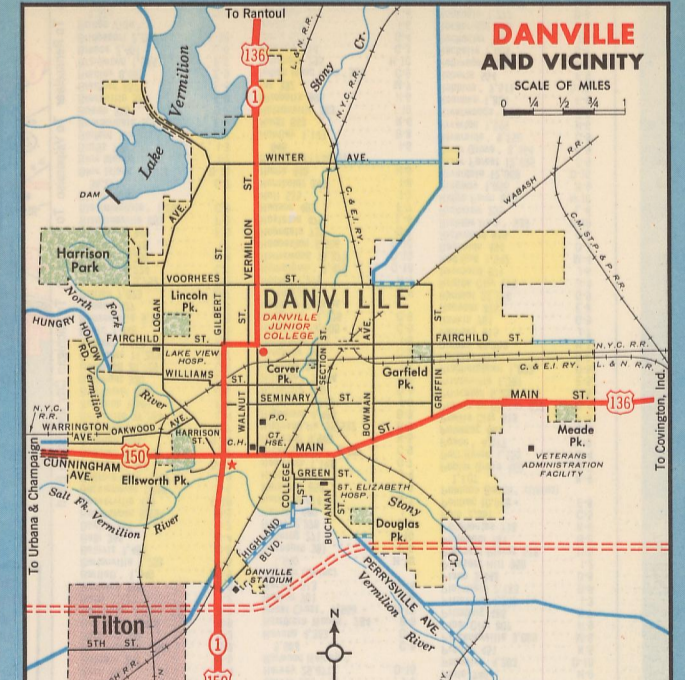 To Rantoul
DANVILLE
AND VICINITY
SCALE OF MILES
0 1/4 1/2 3/4 1
136
1
L. & N. R.R.
Stony
Cr.
N.Y.C. R.R.
Lake
Vermilion
DAM
WINTER AVE.
WABASH R.R.
C.M. ST. P. & P. R.R.
C. & E.I. RY.
AVE.
ST.
VERMILION
ST.
Harrison
Park
VOORHEES ST.
DANVILLE
North
Fork
Vermilion
River
Lincoln
Pk.
LOGAN
GILBERT
ST.
DANVILLE
JUNIOR
COLLEGE
SECTION ST.
AVE.
ST.
HUNGRY
HOLLOW
RD.
FAIRCHILD ST.
FAIRCHILD ST.
N.Y.C. R.R.
LAKE VIEW
HOSP.
C. & E.I. RY.
L. & N. R.R.
WILLIAMS ST.
Carver
Pk.
Garfield
Pk.
GRIFFIN
SEMINARY ST.
WALNUT
BOWMAN
MAIN ST.
136
N.Y.C.
R.R.
WARRINGTON
AVE.
OAKWOOD AVE.
HARRISON
ST.
P.O.
C.H.
CT.
HSE.
Meade
Pk.
VETERANS
ADMINISTRATION
FACILITY
To Covington, Ind.
To Urbana & Champaign
150
MAIN ST.
CUNNINGHAM
AVE.
Ellsworth Pk.
COLLEGE
ST.
GREEN ST.
BUCHANAN
ST.
ST. ELIZABETH
HOSP.
Stony
Cr.
Salt Fk. Vermilion
River
Douglas
Pk.
HIGHLAND
BLVD.
DANVILLE
STADIUM
PERRYSVILLE AVE.
Vermilion
River
Tilton
5TH ST.
N
1
150